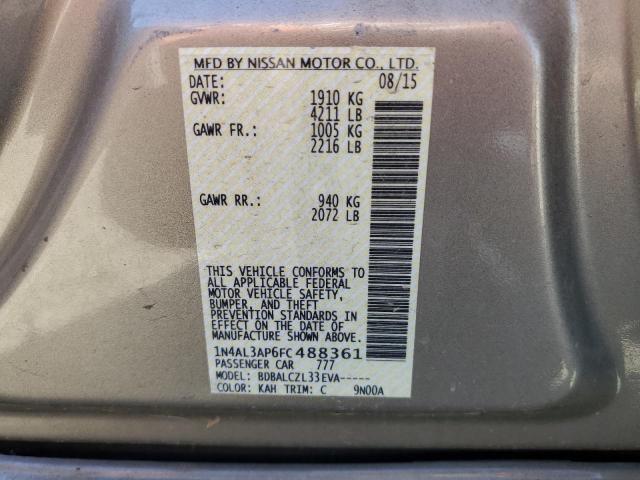 MFD BY NISSAN MOTOR CO., LTD.
DATE: 08/15
GVWR: 1910 KG
4211 LB
GAWR FR.: 1005 KG
2216 LB
GAWR RR.: 940 KG
2072 LB
THIS VEHICLE CONFORMS TO
ALL APPLICABLE FEDERAL
MOTOR VEHICLE SAFETY,
BUMPER, AND THEFT
PREVENTION STANDARDS IN
EFFECT ON THE DATE OF
MANUFACTURE SHOWN ABOVE.
1N4AL3AP6FC488361
PASSENGER CAR 777
MODEL: BDBALCZL33EVA-----
COLOR: KAH TRIM: C 9N00A